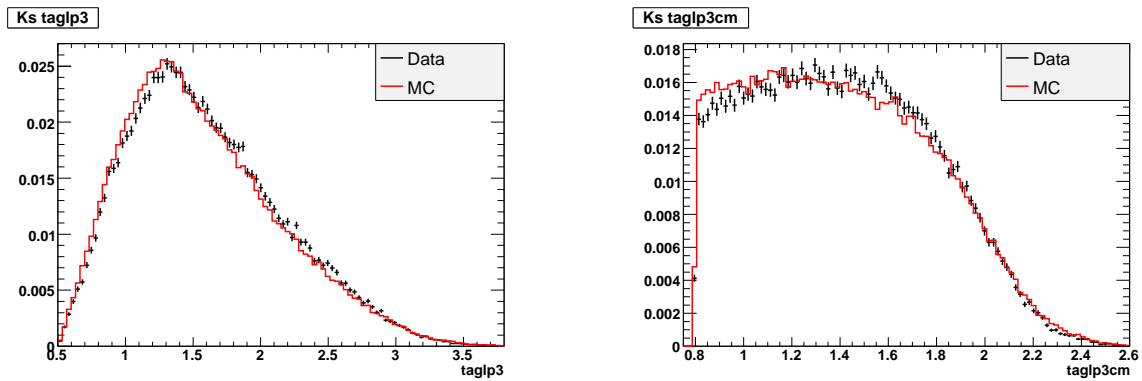 Ks taglp3
Data
MC
0.025
0.02
0.015
0.01
0.005
0
0.5 1 1.5 2 2.5 3 3.5
taglp3
Ks taglp3cm
Data
MC
0.018
0.016
0.014
0.012
0.01
0.008
0.006
0.004
0.002
0
0.8 1 1.2 1.4 1.6 1.8 2 2.2 2.4 2.6
taglp3cm